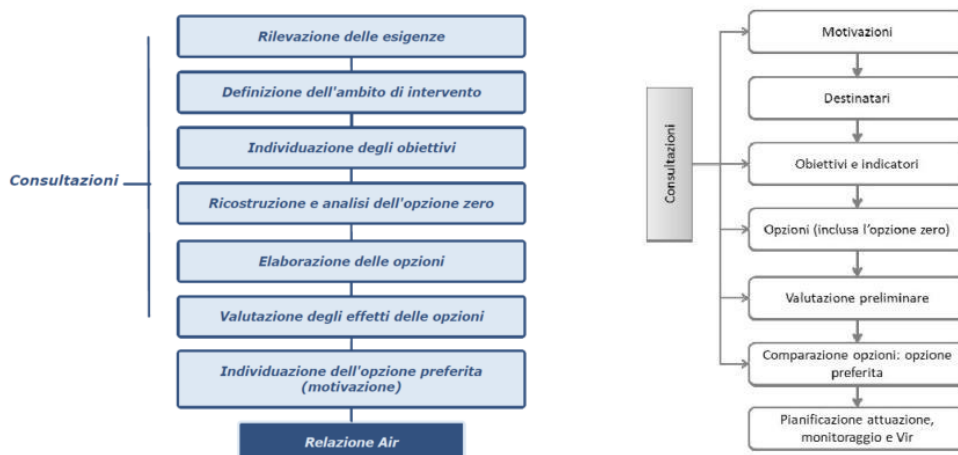 Consultazioni
Rilevazione delle esigenze
Definizione dell'ambito di intervento
Individuazione degli obiettivi
Ricostruzione e analisi dell'opzione zero
Elaborazione delle opzioni
Valutazione degli effetti delle opzioni
Individuazione dell'opzione preferita
(motivazione)
Relazione Air
Consultazioni
Motivazioni
Destinatari
Obiettivi e indicatori
Opzioni (inclusa l'opzione zero)
Valutazione preliminare
Comparazione opzioni: opzione
preferita
Pianificazione attuazione,
monitoraggio e Vir